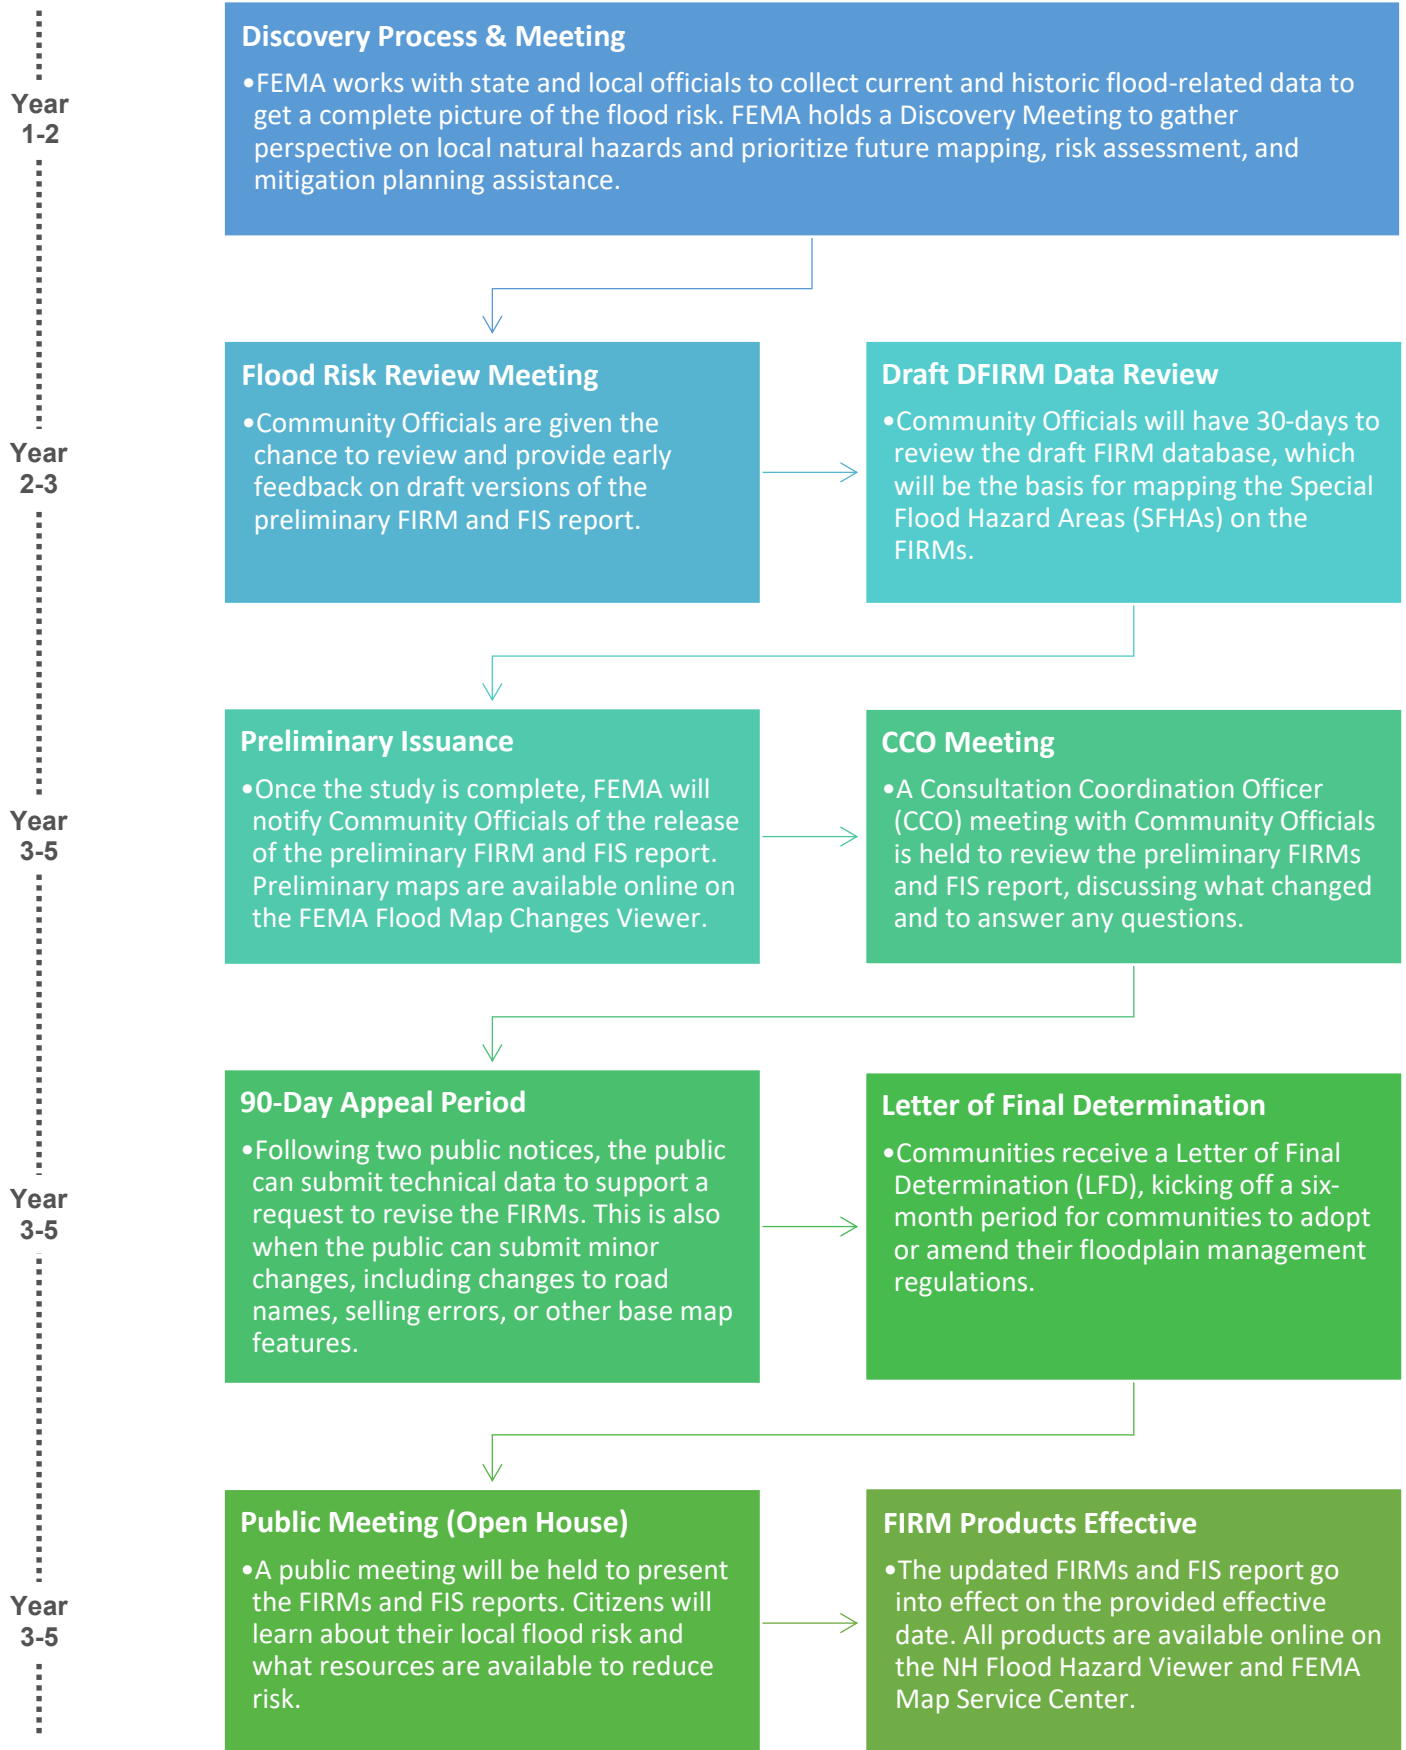 Year
1-2
Discovery Process & Meeting
•FEMA works with state and local officials to collect current and historic flood-related data to
get a complete picture of the flood risk. FEMA holds a Discovery Meeting to gather
perspective on local natural hazards and prioritize future mapping, risk assessment, and
mitigation planning assistance.
Year
2-3
Flood Risk Review Meeting
•Community Officials are given the
chance to review and provide early
feedback on draft versions of the
preliminary FIRM and FIS report.
Draft DFIRM Data Review
•Community Officials will have 30-days to
review the draft FIRM database, which
will be the basis for mapping the Special
Flood Hazard Areas (SFHAs) on the
FIRMs.
Year
3-5
Preliminary Issuance
•Once the study is complete, FEMA will
notify Community Officials of the release
of the preliminary FIRM and FIS report.
Preliminary maps are available online on
the FEMA Flood Map Changes Viewer.
CCO Meeting
•A Consultation Coordination Officer
(CCO) meeting with Community Officials
is held to review the preliminary FIRMs
and FIS report, discussing what changed
and to answer any questions.
Year
3-5
90-Day Appeal Period
•Following two public notices, the public
can submit technical data to support a
request to revise the FIRMs. This is also
when the public can submit minor
changes, including changes to road
names, selling errors, or other base map
features.
Letter of Final Determination
•Communities receive a Letter of Final
Determination (LFD), kicking off a six-
month period for communities to adopt
or amend their floodplain management
regulations.
Year
3-5
Public Meeting (Open House)
•A public meeting will be held to present
the FIRMs and FIS reports. Citizens will
learn about their local flood risk and
what resources are available to reduce
risk.
FIRM Products Effective
•The updated FIRMs and FIS report go
into effect on the provided effective
date. All products are available online on
the NH Flood Hazard Viewer and FEMA
Map Service Center.